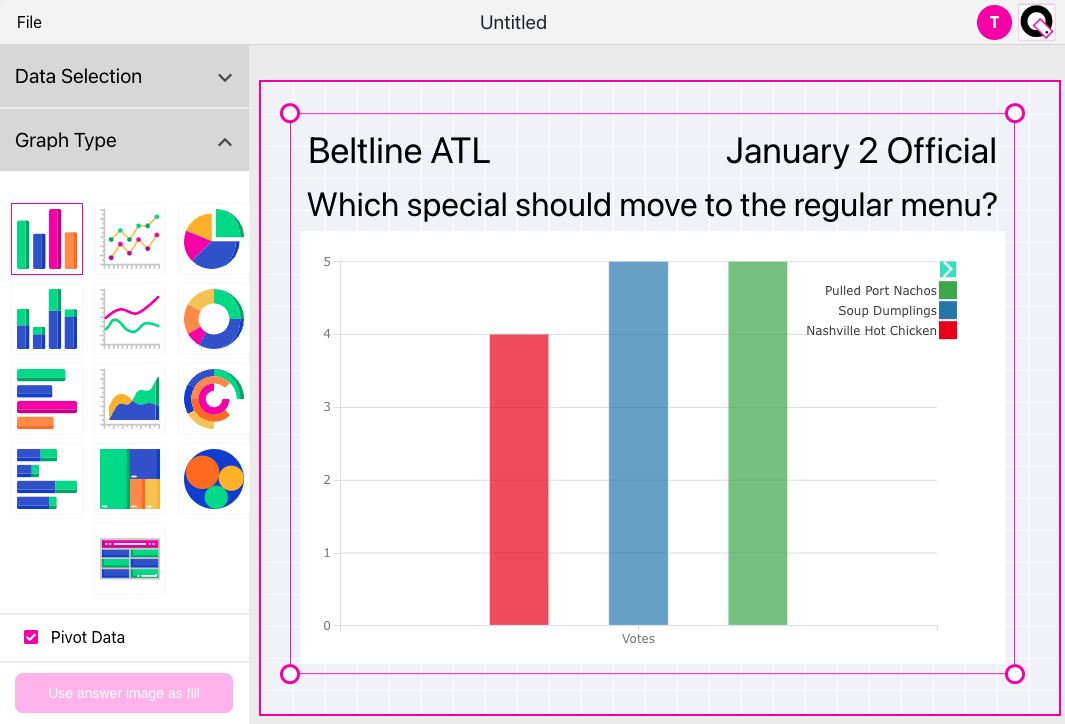 File
Untitled
T
Data Selection
Graph Type
Beltline ATL
January 2 Official
Which special should move to the regular menu?
5
4
3
2
1
0
Votes
Pulled Port Nachos
Soup Dumplings
Nashville Hot Chicken
Pivot Data
Use answer image as fill